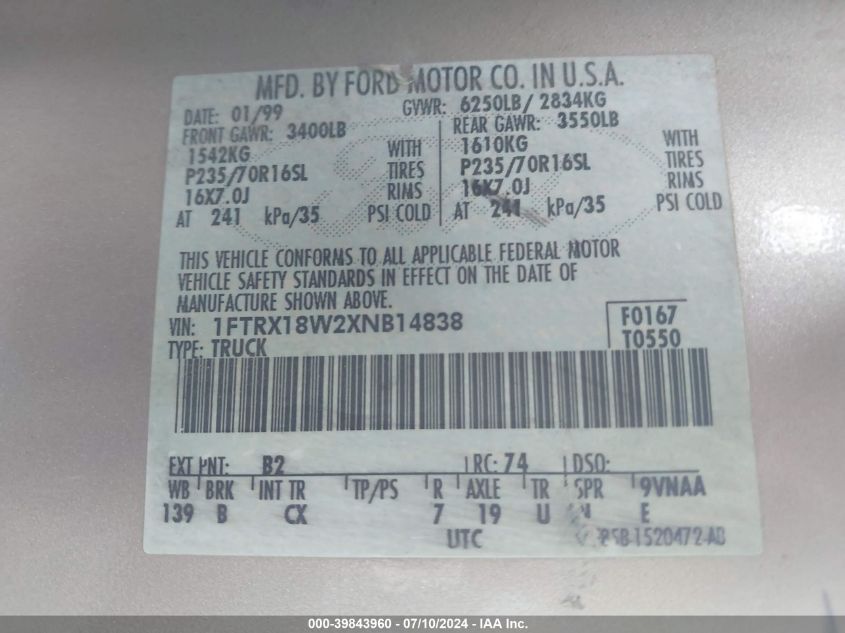 MFD. BY FORD MOTOR CO. IN U.S.A.
DATE: 01/99 GVWR: 6250LB/ 2834KG
FRONT GAWR: 3400LB REAR GAWR: 3550LB
1542KG WITH 1610KG WITH
P235/70R16SL TIRES P235/70R16SL TIRES
16X7.0J RIMS 16X7.0J RIMS
AT 241 kPa/35 PSI COLD AT 241 kPa/35 PSI COLD
THIS VEHICLE CONFORMS TO ALL APPLICABLE FEDERAL MOTOR
VEHICLE SAFETY STANDARDS IN EFFECT ON THE DATE OF
MANUFACTURE SHOWN ABOVE.
VIN: 1FTRX18W2XNB14838 F0167
TYPE: TRUCK T0550
EXT PNT: B2 RC: 74 DSO:
WB BRK INT TR TP/PS R AXLE TR SPR 9VNAA
139 B CX 7 19 U E
UTC
000-39843960 - 07/10/2024 - IAA Inc.